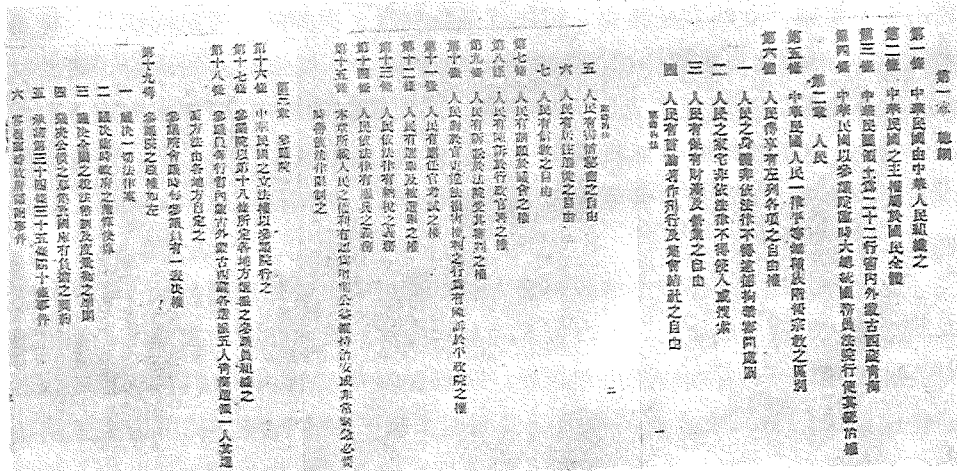 第一章 總綱
第一條 中華民國由中華人民組織之
第二條 中華民國之主權屬於國民全體
第三條 中華民國領土爲二十二行省內外蒙古西藏靑海
第四條 中華民國以參議院臨時大總統國務員法院行使其統治權
第二章 人民
第五條 中華民國人民一律平等無種族階級宗敎之區別
第六條 人民得享有左列各項之自由權
一 人民之身體非依法律不得逮捕拘禁審問處罰
二 人民之家宅非依法律不得侵入或搜索
三 人民有保有財產及營業之自由
四 人民有言論著作刊行及集會結社之自由
一
五 人民有書信祕密之自由
六 人民有居住遷徙之自由
七 人民有信敎之自由
第七條 人民有請願於議會之權
第八條 人民有陳訴於行政官署之權
第九條 人民有訴訟於法院受其審判之權
第十條 人民對於官吏違法損害權利之行爲有陳訴於平政院之權
第十一條 人民有應任官考試之權
第十二條 人民有選舉及被選舉之權
第十三條 人民依法律有納稅之義務
第十四條 人民依法律有服兵之義務
第十五條 本章所載人民之權利有認爲增進公益維持治安或非常緊急必要
時得依法律限制之
第三章 參議院
第十六條 中華民國之立法權以參議院行之
第十七條 參議院以第十八條所定各地方選派之參議員組織之
第十八條 參議員每行省內蒙古外蒙古西藏各選派五人靑海選派一人其選
派方法由各地方自定之
參議院會議時每參議員有一表決權
第十九條 參議院之職權如左
一 議決一切法律案
二 議決臨時政府之預算決算
三 議決全國之稅法幣制及度量衡之準則
四 議決公債之募集及國庫有負擔之契約
五 承諾第三十四條三十五條四十條事件
六 答覆臨時政府諮詢事件
二